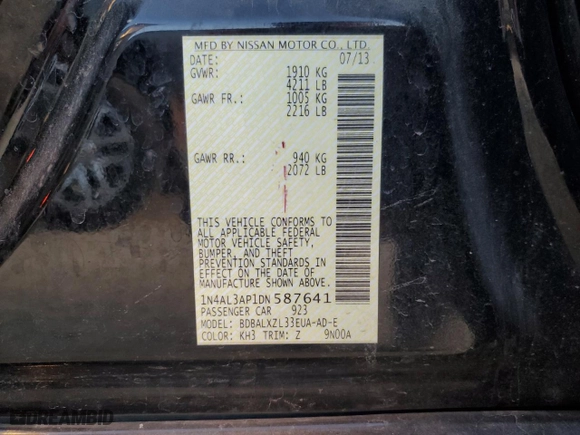 MFD BY NISSAN MOTOR CO., LTD.
DATE: 07/13
GVWR: 1910 KG
4211 LB
GAWR FR.: 1005 KG
2216 LB
GAWR RR.: 940 KG
2072 LB
THIS VEHICLE CONFORMS TO
ALL APPLICABLE FEDERAL
MOTOR VEHICLE SAFETY,
BUMPER, AND THEFT
PREVENTION STANDARDS IN
EFFECT ON THE DATE OF
MANUFACTURE SHOWN ABOVE.
1N4AL3AP1DN587641
PASSENGER CAR 923
MODEL: BDBALXZL33EUA-AD-E
COLOR: KH3 TRIM: Z 9N00A
DREAMBID